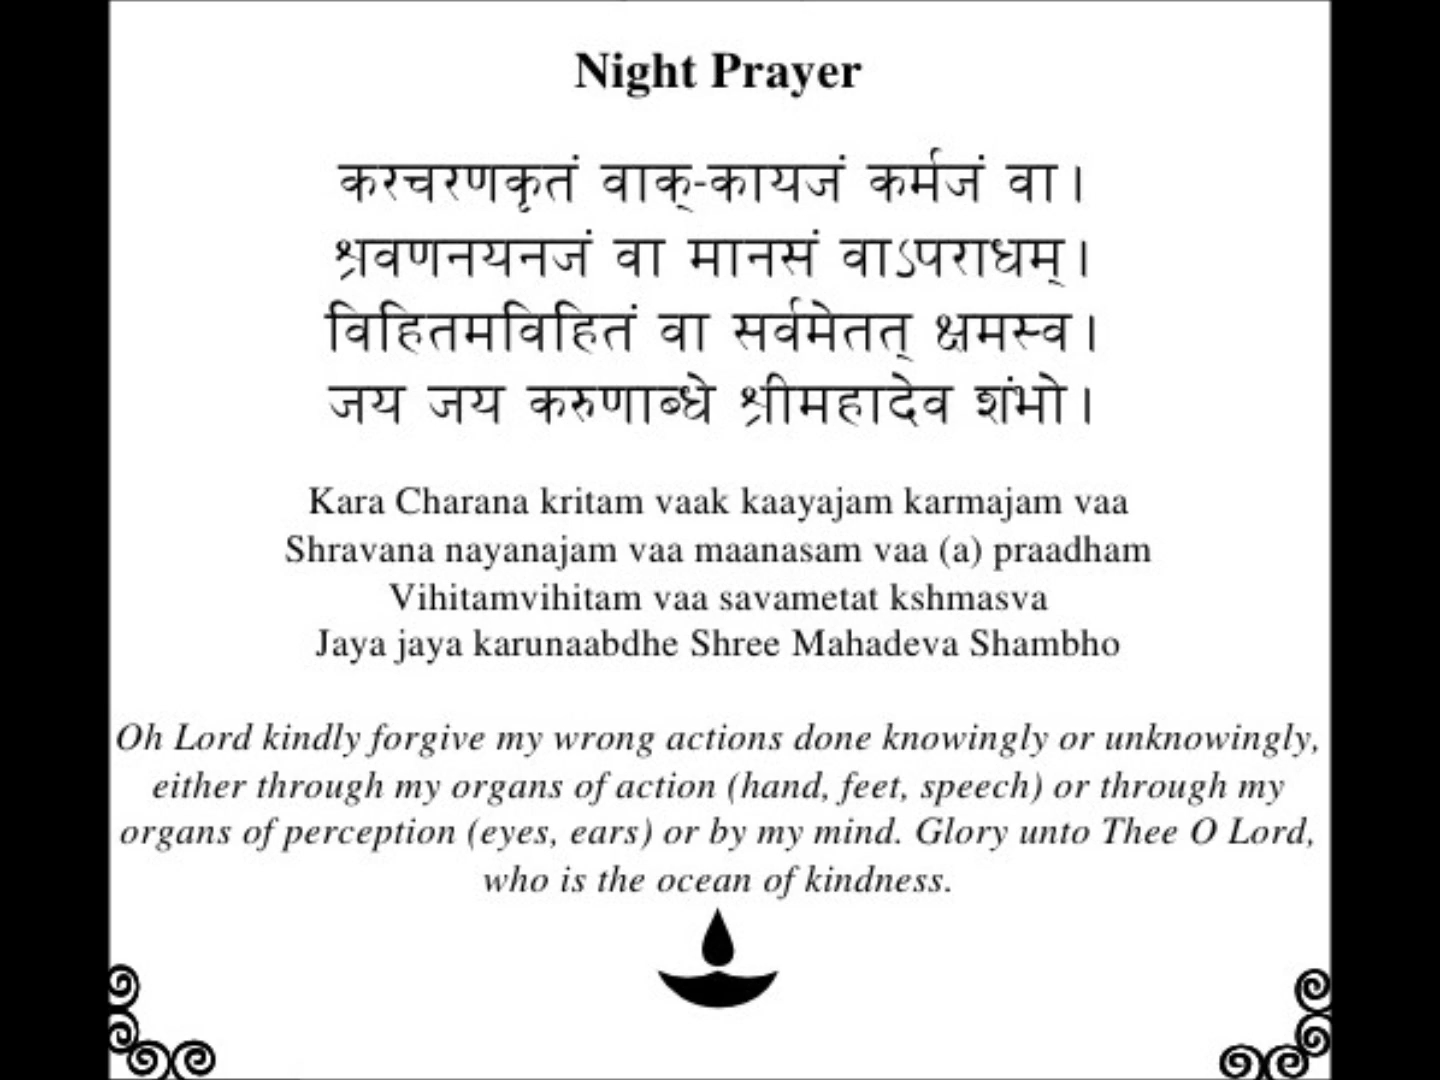 Night Prayer
करचरणकृतं वाक्-कायजं कर्मजं वा।
श्रवणनयनजं वा मानसं वाऽपराधम्।
विहितमविहितं वा सर्वमेतत् क्षमस्व।
जय जय करुणाब्धे श्रीमहादेव शंभो।
Kara Charana kritam vaak kaayajam karmajam vaa
Shravana nayanajam vaa maanasam vaa (a) praadham
Vihitamvihitam vaa savametat kshmasva
Jaya jaya karunaabdhe Shree Mahadeva Shambho
Oh Lord kindly forgive my wrong actions done knowingly or unknowingly,
either through my organs of action (hand, feet, speech) or through my
organs of perception (eyes, ears) or by my mind. Glory unto Thee O Lord,
who is the ocean of kindness.